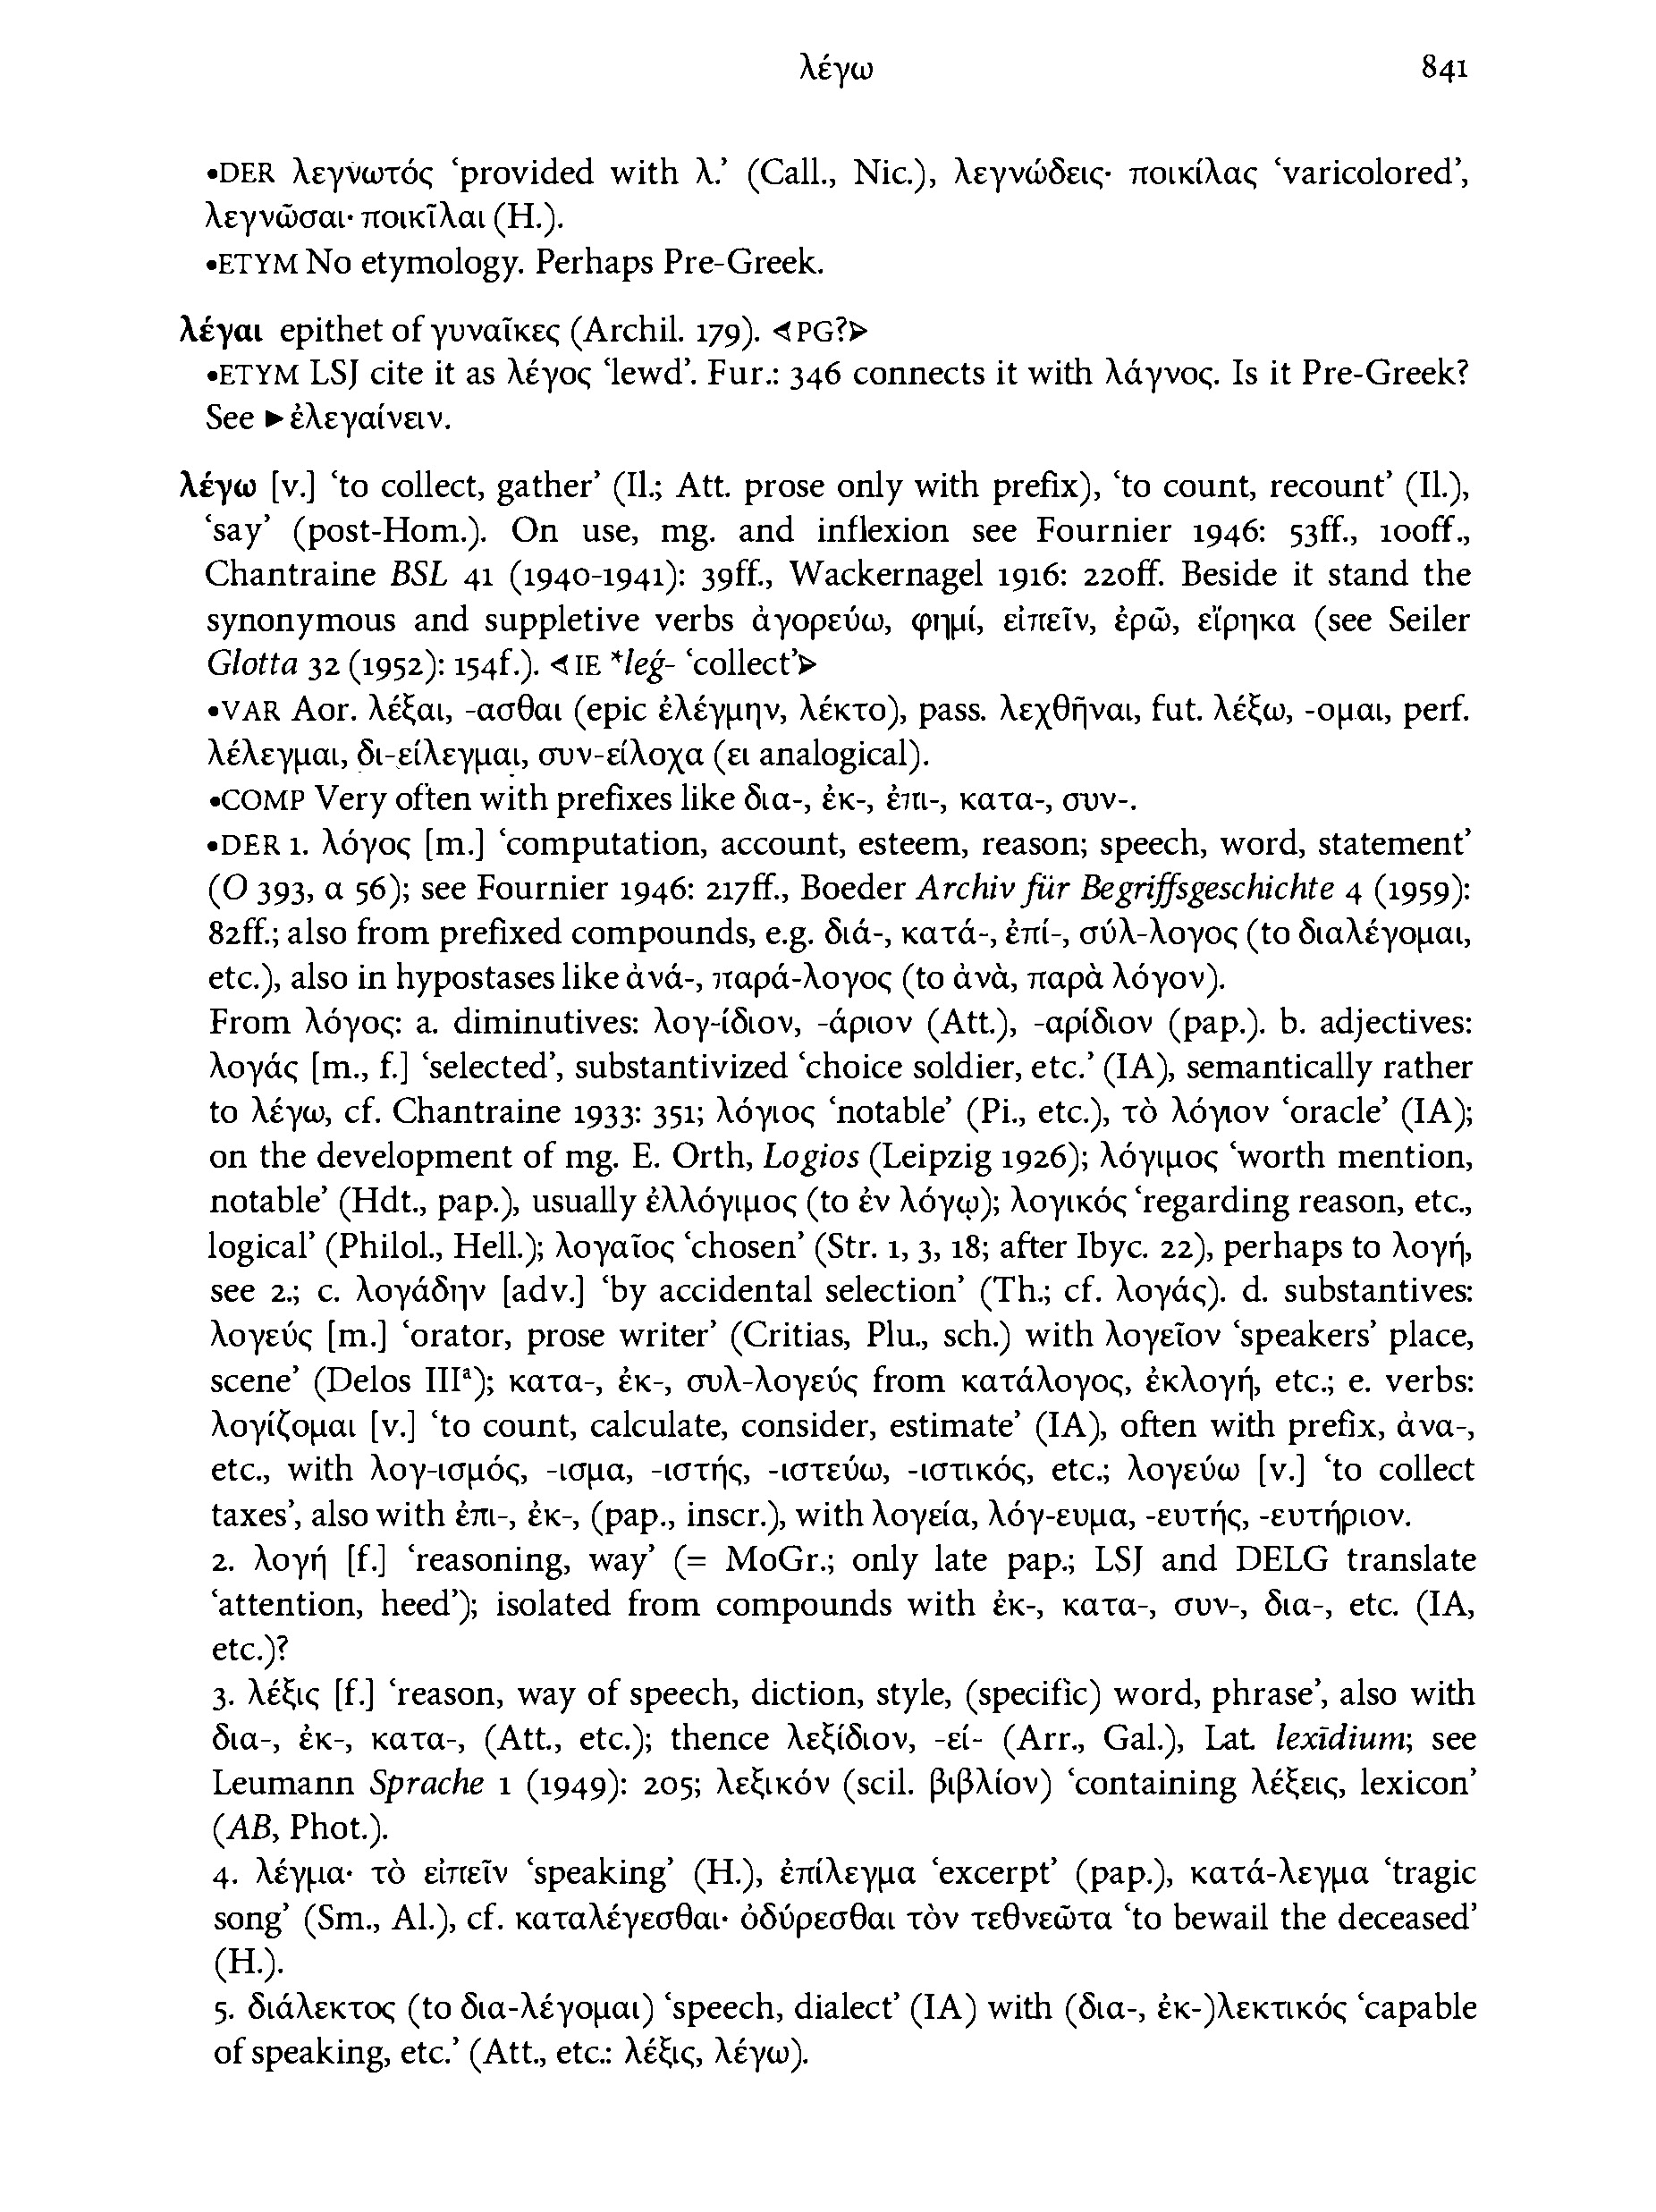 λέγω 841
•DER λεγνωτός ‘provided with λ.’ (Call., Nic.), λεγνώδεις· ποικίλας ‘varicolored’,
λεγνῶσαι· ποικῖλαι (H.).
•ETYM No etymology. Perhaps Pre-Greek.
λέγαι epithet of γυναῖκες (Archil. 179). ◁PG?▷
•ETYM LSJ cite it as λέγος ‘lewd’. Fur.: 346 connects it with λάγνος. Is it Pre-Greek?
See ►ἐλεγαίνειν.
λέγω [v.] ‘to collect, gather’ (Il.; Att. prose only with prefix), ‘to count, recount’ (Il.),
‘say’ (post-Hom.). On use, mg. and inflexion see Fournier 1946: 53ff., 100ff.,
Chantraine BSL 41 (1940-1941): 39ff., Wackernagel 1916: 220ff. Beside it stand the
synonymous and suppletive verbs ἀγορεύω, φημί, εἰπεῖν, ἐρῶ, εἴρηκα (see Seiler
Glotta 32 (1952): 154f.). ◁IE *leǵ- ‘collect’▷
•VAR Aor. λέξαι, -ασθαι (epic ἐλέγμην, λέκτο), pass. λεχθῆναι, fut. λέξω, -ομαι, perf.
λέλεγμαι, δι-είλεγμαι, συν-είλοχα (ει analogical).
•COMP Very often with prefixes like δια-, ἐκ-, ἐπι-, κατα-, συν-.
•DER 1. λόγος [m.] ‘computation, account, esteem, reason; speech, word, statement’
(O 393, α 56); see Fournier 1946: 217ff., Boeder Archiv für Begriffsgeschichte 4 (1959):
82ff.; also from prefixed compounds, e.g. διά-, κατά-, ἐπί-, σύλ-λογος (to διαλέγομαι,
etc.), also in hypostases like ἀνά-, παρά-λογος (to ἀνὰ, παρὰ λόγον).
From λόγος: a. diminutives: λογ-ίδιον, -άριον (Att.), -αρίδιον (pap.). b. adjectives:
λογάς [m., f.] ‘selected’, substantivized ‘choice soldier, etc.’ (IA), semantically rather
to λέγω, cf. Chantraine 1933: 351; λόγιος ‘notable’ (Pi., etc.), τὸ λόγιον ‘oracle’ (IA);
on the development of mg. E. Orth, Logios (Leipzig 1926); λόγιμος ‘worth mention,
notable’ (Hdt., pap.), usually ἐλλόγιμος (to ἐν λόγῳ); λογικός ‘regarding reason, etc.,
logical’ (Philol., Hell.); λογαῖος ‘chosen’ (Str. 1, 3, 18; after Ibyc. 22), perhaps to λογή,
see 2.; c. λογάδην [adv.] ‘by accidental selection’ (Th.; cf. λογάς). d. substantives:
λογεύς [m.] ‘orator, prose writer’ (Critias, Plu., sch.) with λογεῖον ‘speakers’ place,
scene’ (Delos IIIª); κατα-, ἐκ-, συλ-λογεύς from κατάλογος, ἐκλογή, etc.; e. verbs:
λογίζομαι [v.] ‘to count, calculate, consider, estimate’ (IA), often with prefix, ἀνα-,
etc., with λογ-ισμός, -ισμα, -ιστής, -ιστεύω, -ιστικός, etc.; λογεύω [v.] ‘to collect
taxes’, also with ἐπι-, ἐκ-, (pap., inscr.), with λογεία, λόγ-ευμα, -ευτής, -ευτήριον.
2. λογή [f.] ‘reasoning, way’ (= MoGr.; only late pap.; LSJ and DELG translate
‘attention, heed’); isolated from compounds with ἐκ-, κατα-, συν-, δια-, etc. (IA,
etc.)?
3. λέξις [f.] ‘reason, way of speech, diction, style, (specific) word, phrase’, also with
δια-, ἐκ-, κατα-, (Att., etc.); thence λεξίδιον, -εί- (Arr., Gal.), Lat. lexīdium; see
Leumann Sprache 1 (1949): 205; λεξικόν (scil. βιβλίον) ‘containing λέξεις, lexicon’
(AB, Phot.).
4. λέγμα· τὸ εἰπεῖν ‘speaking’ (H.), ἐπίλεγμα ‘excerpt’ (pap.), κατά-λεγμα ‘tragic
song’ (Sm., Al.), cf. καταλέγεσθαι· ὀδύρεσθαι τὸν τεθνεῶτα ‘to bewail the deceased’
(H.).
5. διάλεκτος (to δια-λέγομαι) ‘speech, dialect’ (IA) with (δια-, ἐκ-)λεκτικός ‘capable
of speaking, etc.’ (Att., etc.: λέξις, λέγω).